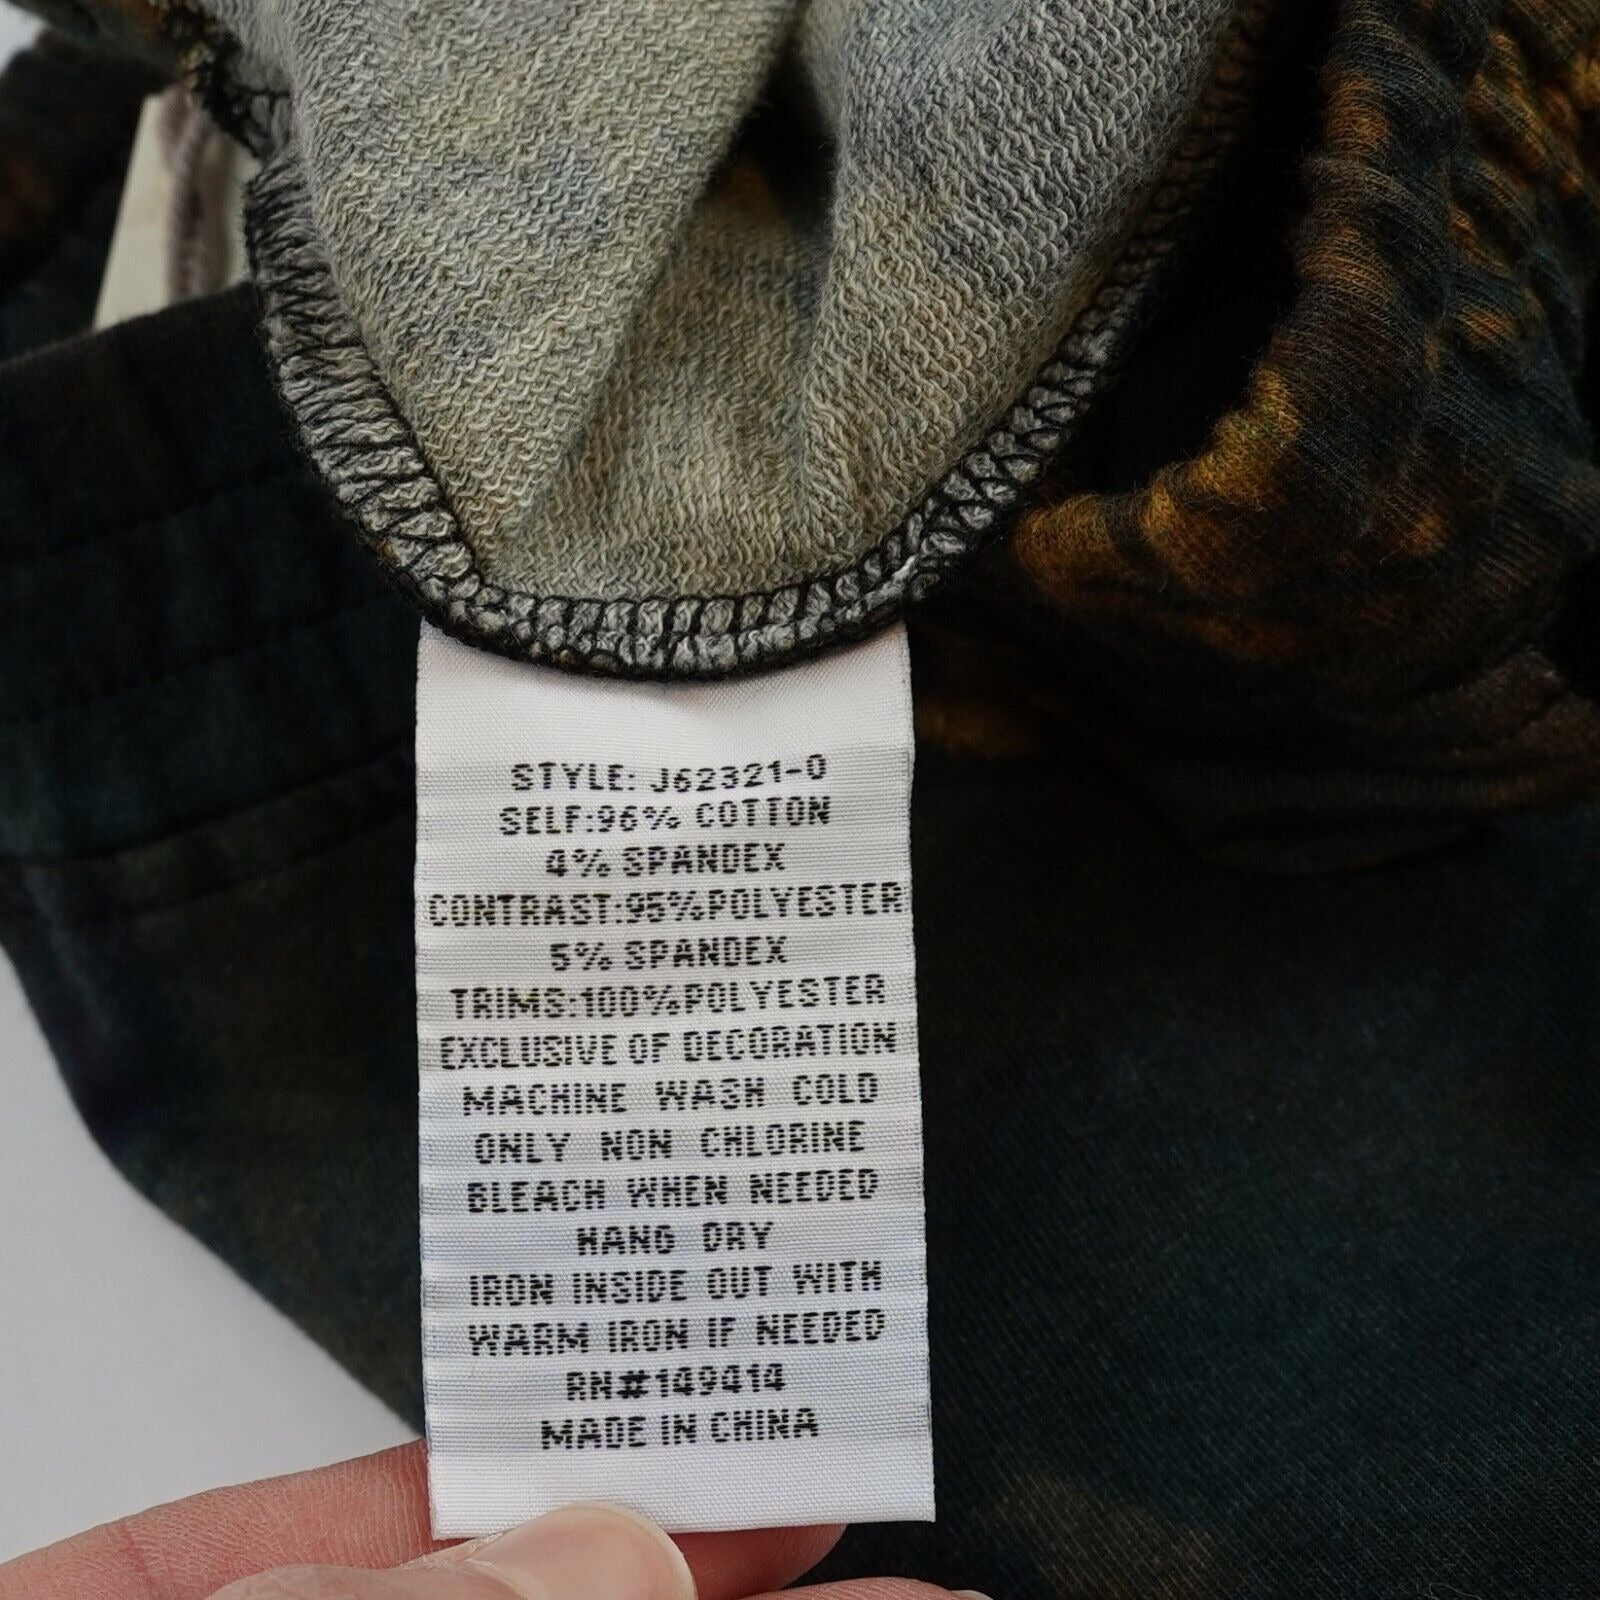 STYLE: J62321-0
SELF:96% COTTON
4% SPANDEX
CONTRAST:95%POLYESTER
5% SPANDEX
TRIMS:100%POLYESTER
EXCLUSIVE OF DECORATION
MACHINE WASH COLD
ONLY NON CHLORINE
BLEACH WHEN NEEDED
HANG DRY
IRON INSIDE OUT WITH
WARM IRON IF NEEDED
RN#149414
MADE IN CHINA